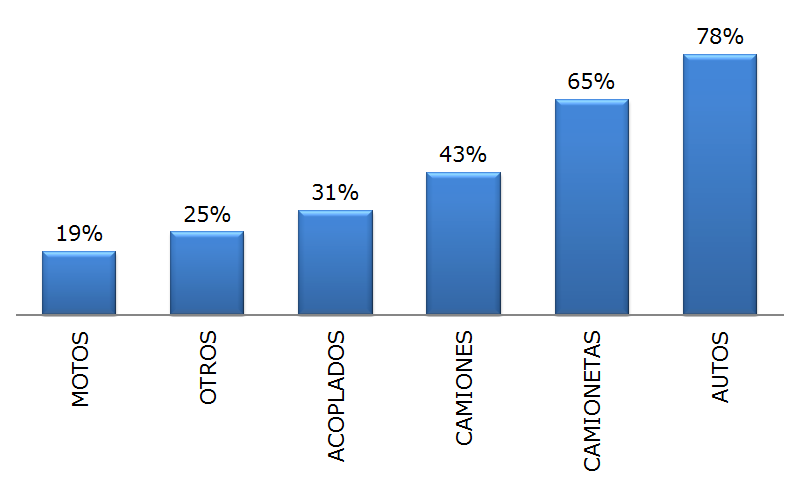 78%
65%
43%
31%
25%
19%
MOTOS
OTROS
ACOPLADOS
CAMIONES
CAMIONETAS
AUTOS